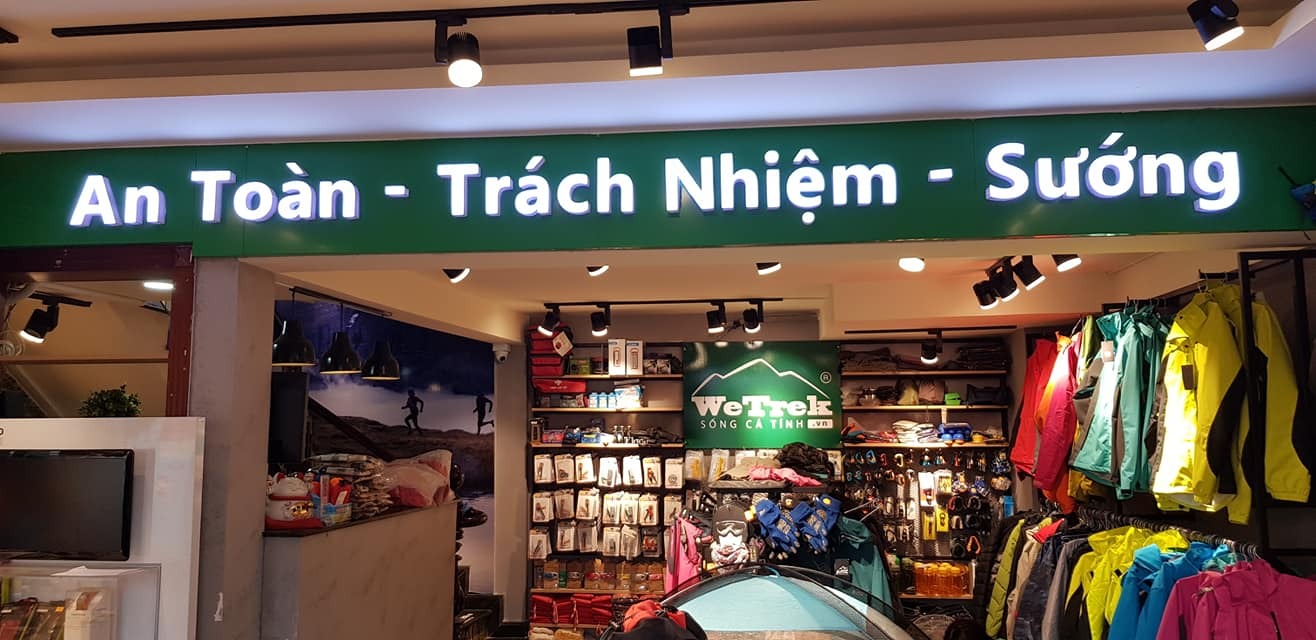 An Toàn - Trách Nhiệm - Sướng
WeTrek ®
SỐNG CÁ TÍNH .vn